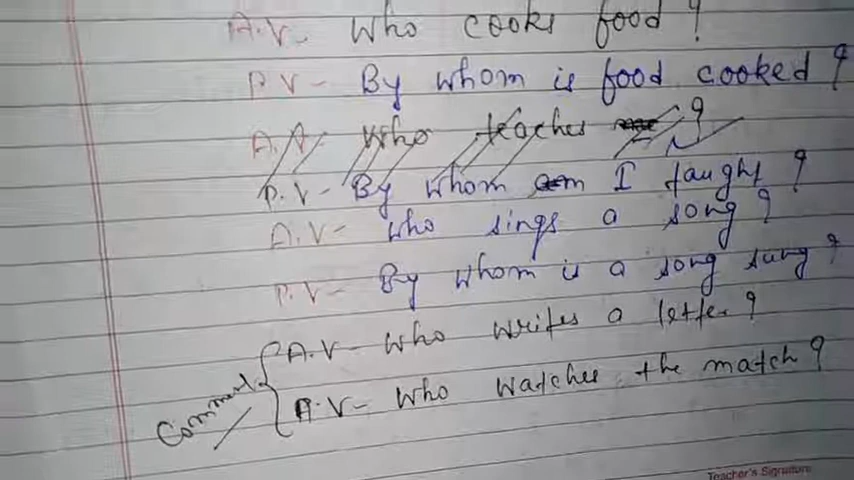 A.V- Who cooks food ?
P.V- By whom is food cooked ?
A.A- Who teaches ?
P.V- By whom am I taught ?
A.V- Who sings a song ?
P.V- By whom is a song sung ?
A.V- Who writes a letter ?
Comment
A.V- Who watches the match ?
Teacher's Signature